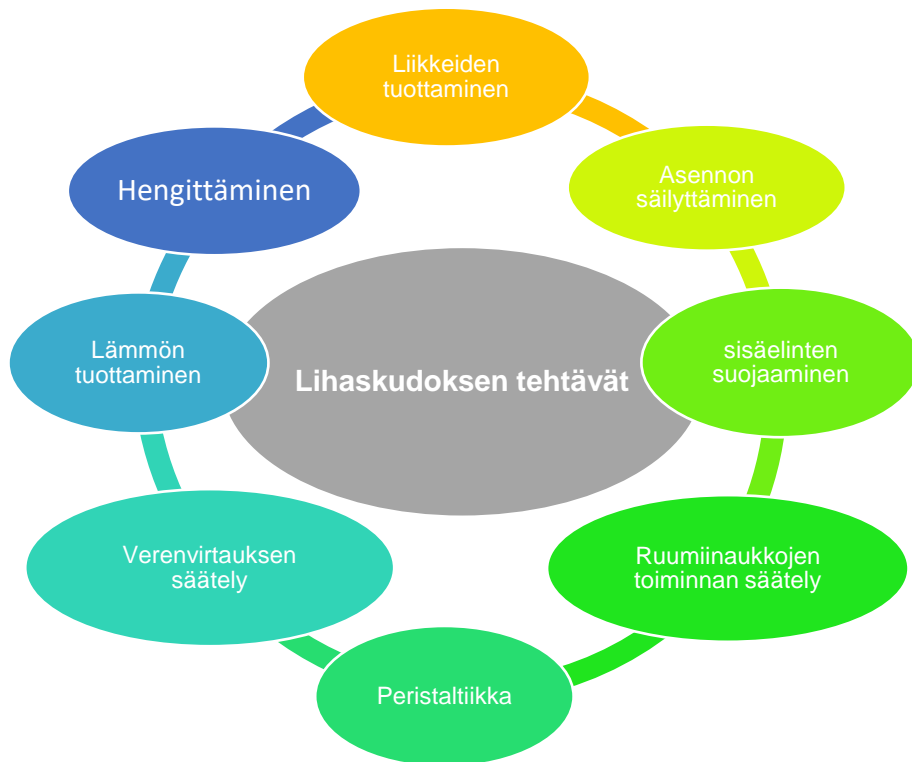 Liikkeiden
tuottaminen
Asennon
säilyttäminen
sisäelinten
suojaaminen
Ruumiinaukkojen
toiminnan säätely
Peristaltiikka
Verenvirtauksen
säätely
Lämmön
tuottaminen
Hengittäminen
Lihaskudoksen tehtävät